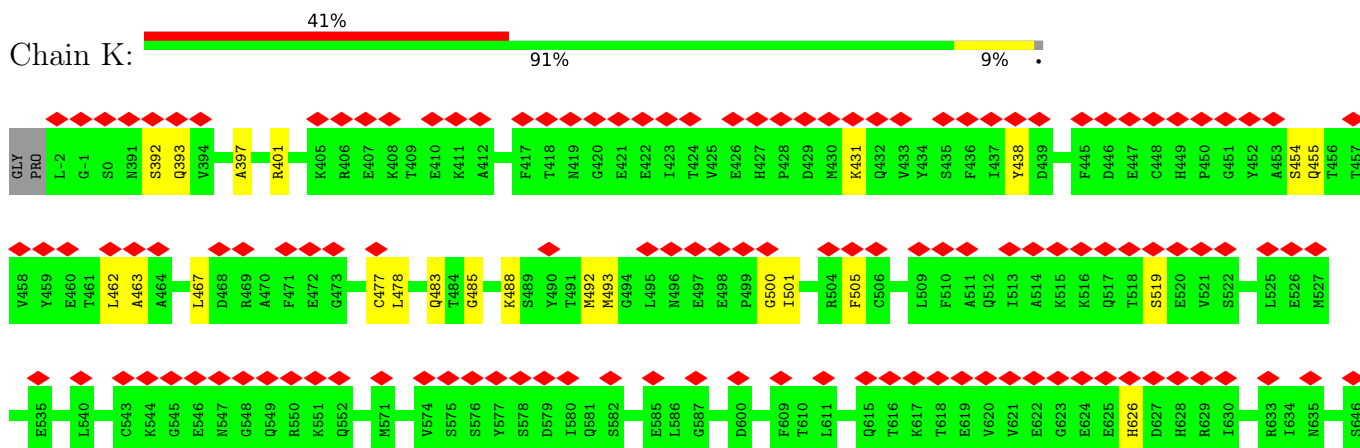 41%
Chain K:
91% 9% •
GLY PRO L-2 G-1 S0 N391 S392 Q393 V394 A397 R401 K405 R406 E407 K408 T409 E410 K411 A412 F417 T418 N419 G420 E421 E422 I423 T424 V425 E426 H427 P428 D429 M430 K431 Q432 V433 Y434 S435 F436 I437 Y438 D439 F445 D446 E447 C448 H449 P450 G451 Y452 A453 S454 Q455 T456 T457
V458 Y459 E460 T461 L462 A463 A464 L467 D468 R469 A470 F471 E472 G473 C477 L478 Q483 T484 G485 K488 S489 Y490 T491 M492 M493 G494 L495 N496 E497 E498 P499 G500 I501 R504 F505 C506 L509 F510 A511 Q512 I513 A514 K515 K516 Q517 T518 S519 E520 V521 S522 L525 E526 M527
E535 L540 C543 K544 G545 E546 N547 G548 Q549 R550 K551 Q552 M571 V574 S575 S576 Y577 S578 D579 I580 Q581 S582 E585 L586 G587 D600 F609 T610 L611 Q615 T616 K617 T618 E619 V620 V621 E622 G623 E624 E625 H626 D627 H628 R629 I630 R633 I634 N635 S646